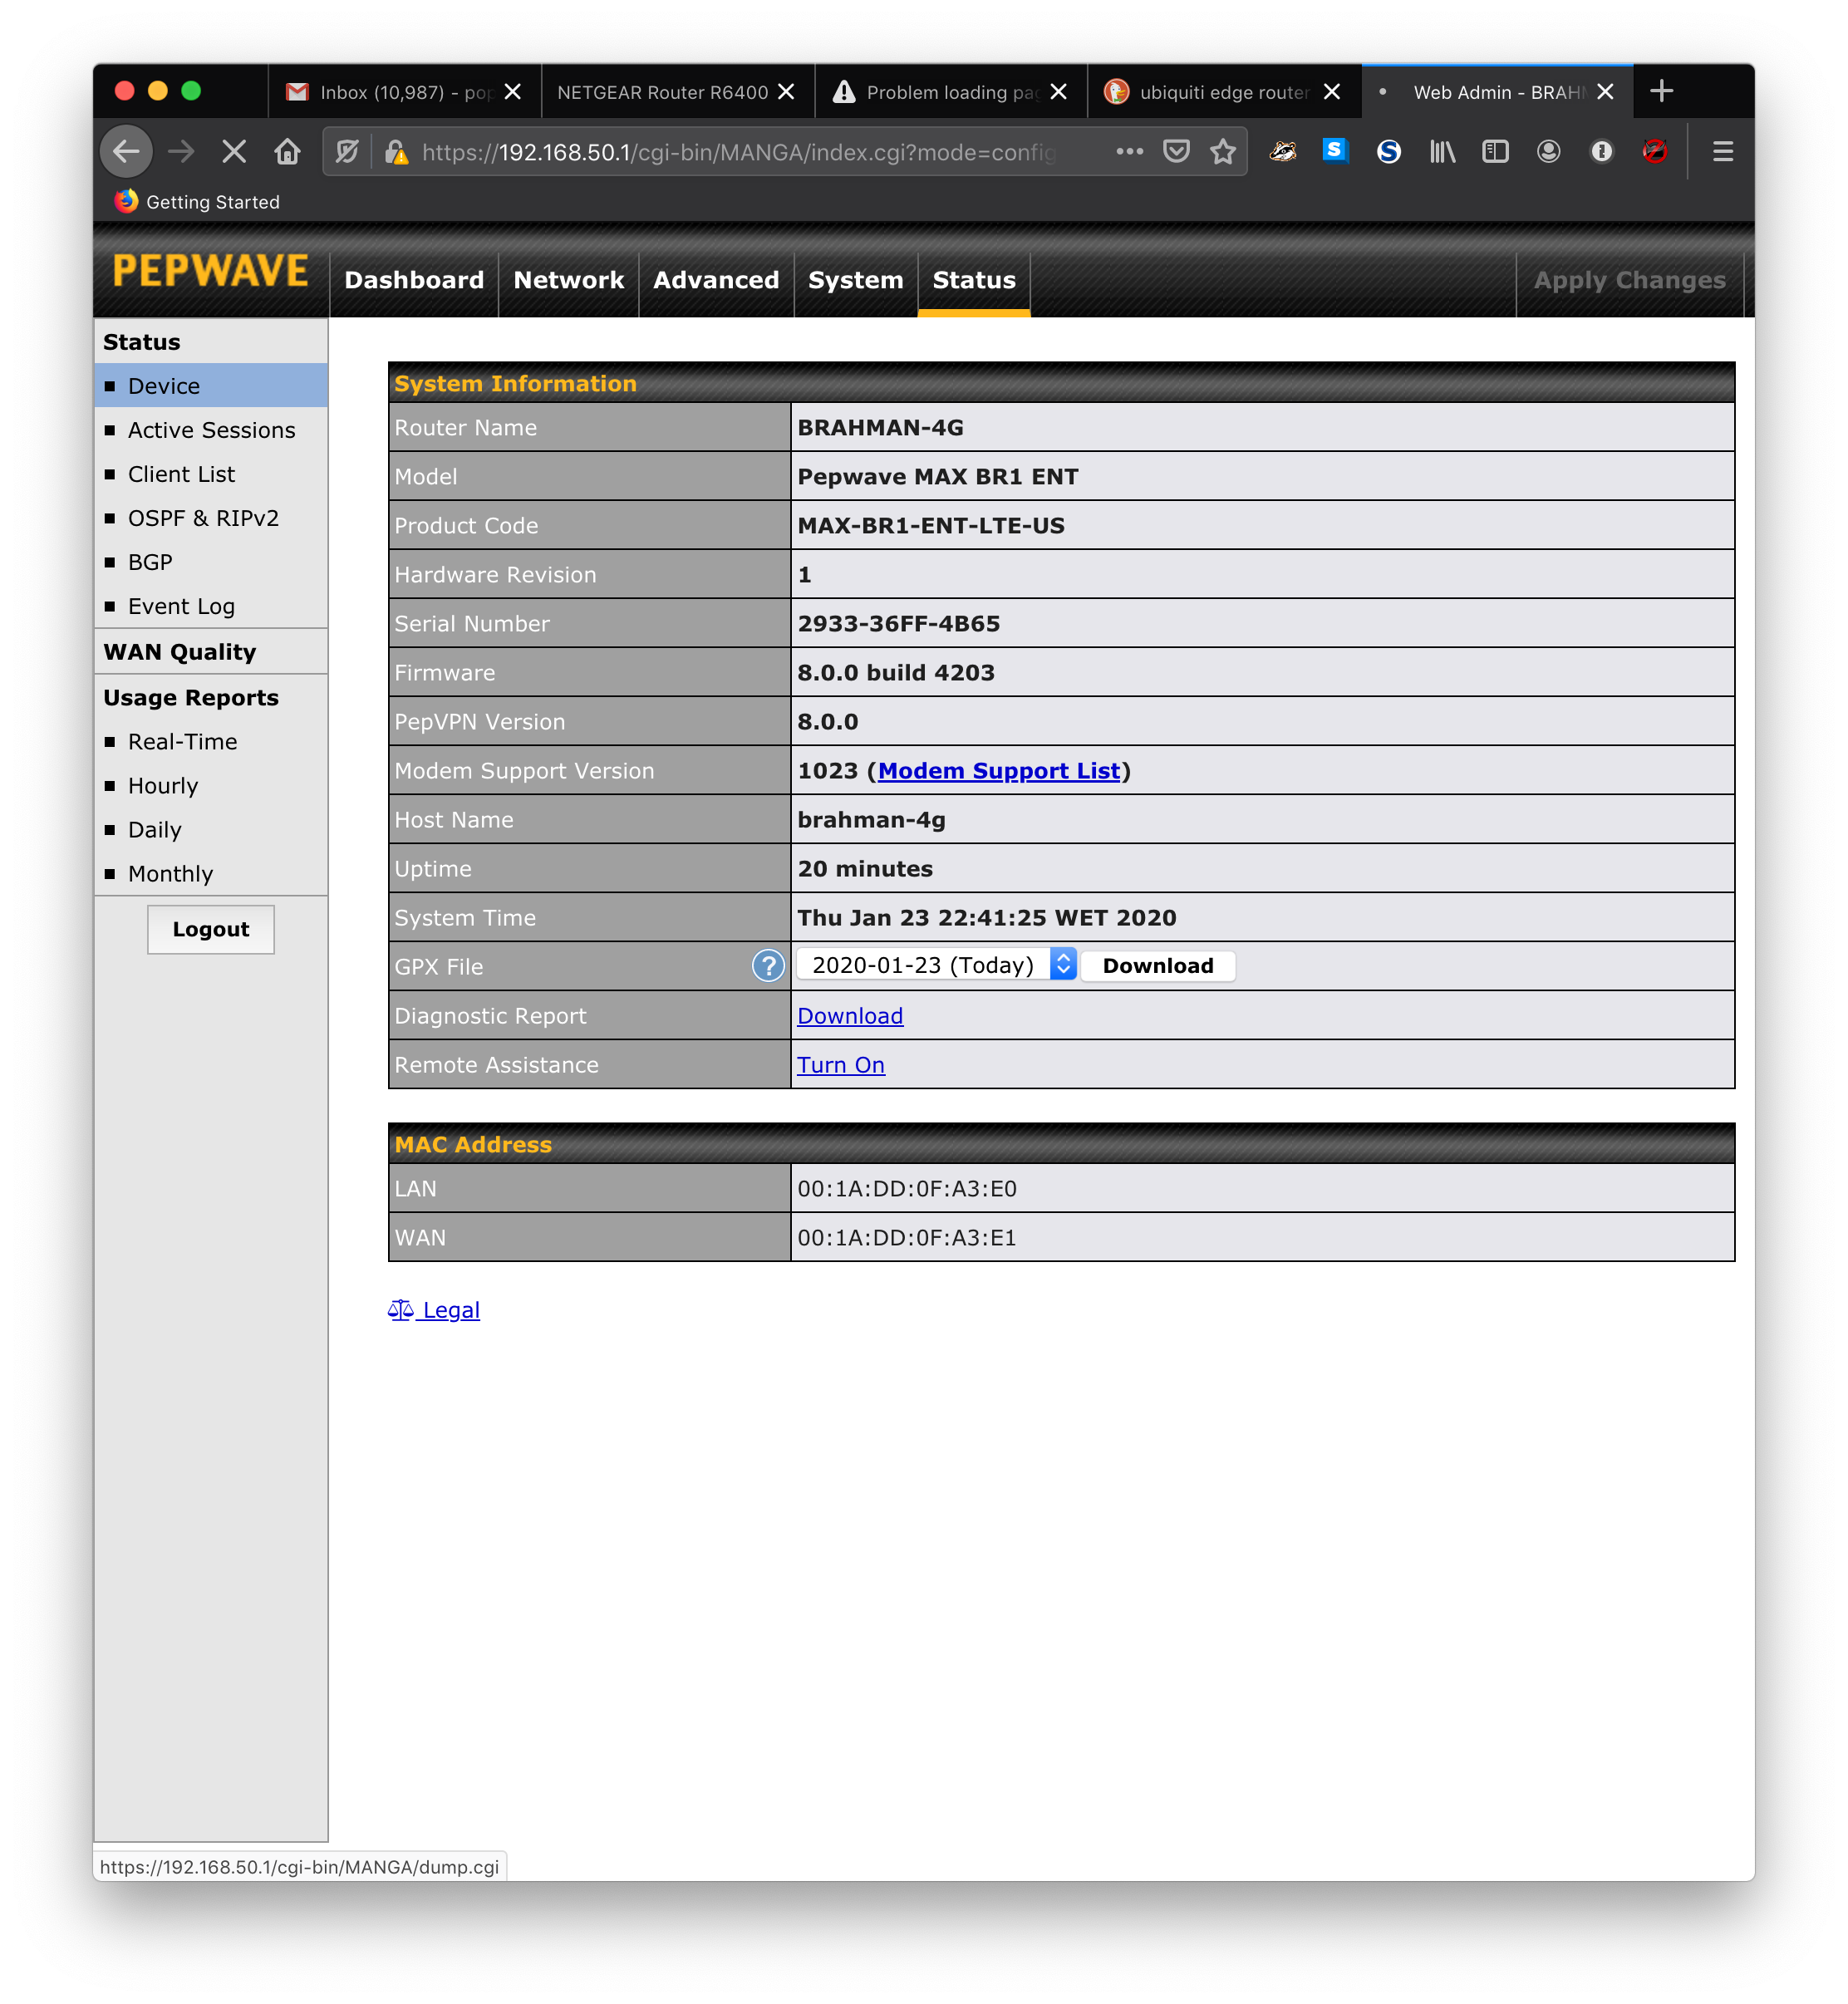 Inbox (10,987) - pop
NETGEAR Router R6400
Problem loading pag
ubiquiti edge router
Web Admin - BRAHM
https://192.168.50.1/cgi-bin/MANGA/index.cgi?mode=config
Getting Started
PEPWAVE
Dashboard
Network
Advanced
System
Status
Apply Changes
Status
Device
Active Sessions
Client List
OSPF & RIPv2
BGP
Event Log
WAN Quality
Usage Reports
Real-Time
Hourly
Daily
Monthly
Logout
System Information
Router Name BRAHMAN-4G
Model Pepwave MAX BR1 ENT
Product Code MAX-BR1-ENT-LTE-US
Hardware Revision 1
Serial Number 2933-36FF-4B65
Firmware 8.0.0 build 4203
PepVPN Version 8.0.0
Modem Support Version 1023 (Modem Support List)
Host Name brahman-4g
Uptime 20 minutes
System Time Thu Jan 23 22:41:25 WET 2020
GPX File ? 2020-01-23 (Today) Download
Diagnostic Report Download
Remote Assistance Turn On
MAC Address
LAN 00:1A:DD:0F:A3:E0
WAN 00:1A:DD:0F:A3:E1
Legal
https://192.168.50.1/cgi-bin/MANGA/dump.cgi